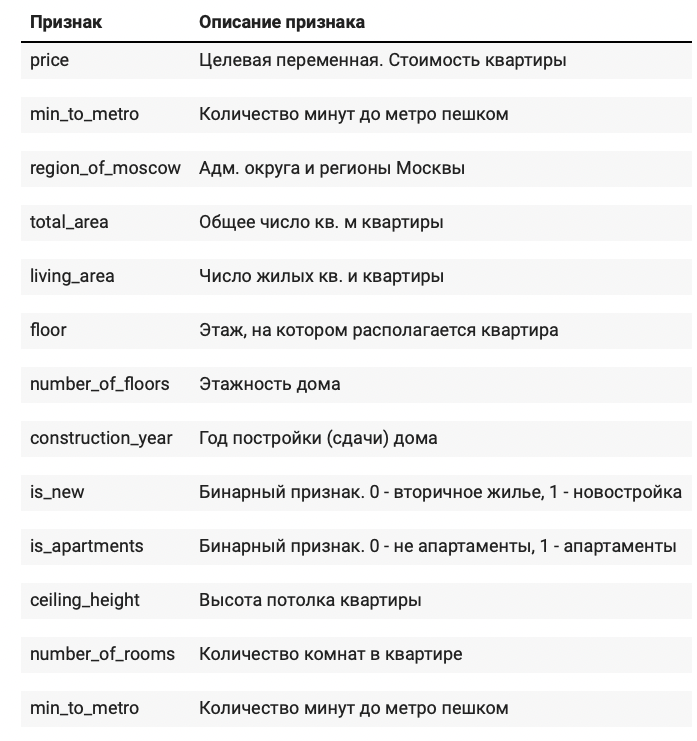 Признак Описание признака
price Целевая переменная. Стоимость квартиры
min_to_metro Количество минут до метро пешком
region_of_moscow Адм. округа и регионы Москвы
total_area Общее число кв. м квартиры
living_area Число жилых кв. и квартиры
floor Этаж, на котором располагается квартира
number_of_floors Этажность дома
construction_year Год постройки (сдачи) дома
is_new Бинарный признак. 0 - вторичное жилье, 1 - новостройка
is_apartments Бинарный признак. 0 - не апартаменты, 1 - апартаменты
ceiling_height Высота потолка квартиры
number_of_rooms Количество комнат в квартире
min_to_metro Количество минут до метро пешком